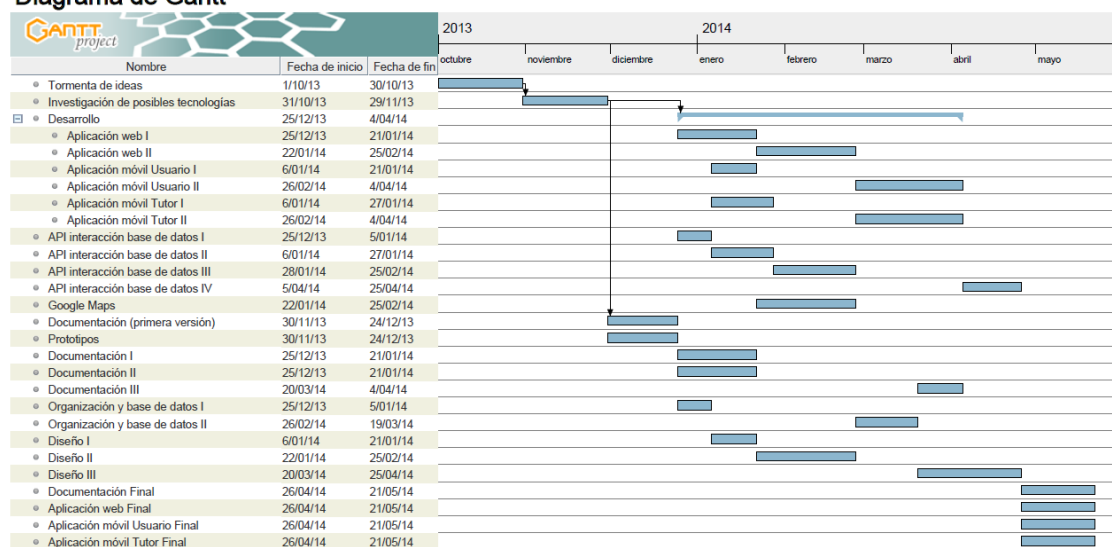 Diagrama de Gantt
GANTT project
2013 2014
Nombre Fecha de inicio Fecha de fin octubre noviembre diciembre enero febrero marzo abril mayo
Tormenta de ideas 1/10/13 30/10/13
Investigación de posibles tecnologías 31/10/13 29/11/13
Desarrollo 25/12/13 4/04/14
Aplicación web I 25/12/13 21/01/14
Aplicación web II 22/01/14 25/02/14
Aplicación móvil Usuario I 6/01/14 21/01/14
Aplicación móvil Usuario II 26/02/14 4/04/14
Aplicación móvil Tutor I 6/01/14 27/01/14
Aplicación móvil Tutor II 26/02/14 4/04/14
API interacción base de datos I 25/12/13 5/01/14
API interacción base de datos II 6/01/14 27/01/14
API interacción base de datos III 28/01/14 25/02/14
API interacción base de datos IV 5/04/14 25/04/14
Google Maps 22/01/14 25/02/14
Documentación (primera versión) 30/11/13 24/12/13
Prototipos 30/11/13 24/12/13
Documentación I 25/12/13 21/01/14
Documentación II 25/12/13 21/01/14
Documentación III 20/03/14 4/04/14
Organización y base de datos I 25/12/13 5/01/14
Organización y base de datos II 26/02/14 19/03/14
Diseño I 6/01/14 21/01/14
Diseño II 22/01/14 25/02/14
Diseño III 20/03/14 25/04/14
Documentación Final 26/04/14 21/05/14
Aplicación web Final 26/04/14 21/05/14
Aplicación móvil Usuario Final 26/04/14 21/05/14
Aplicación móvil Tutor Final 26/04/14 21/05/14